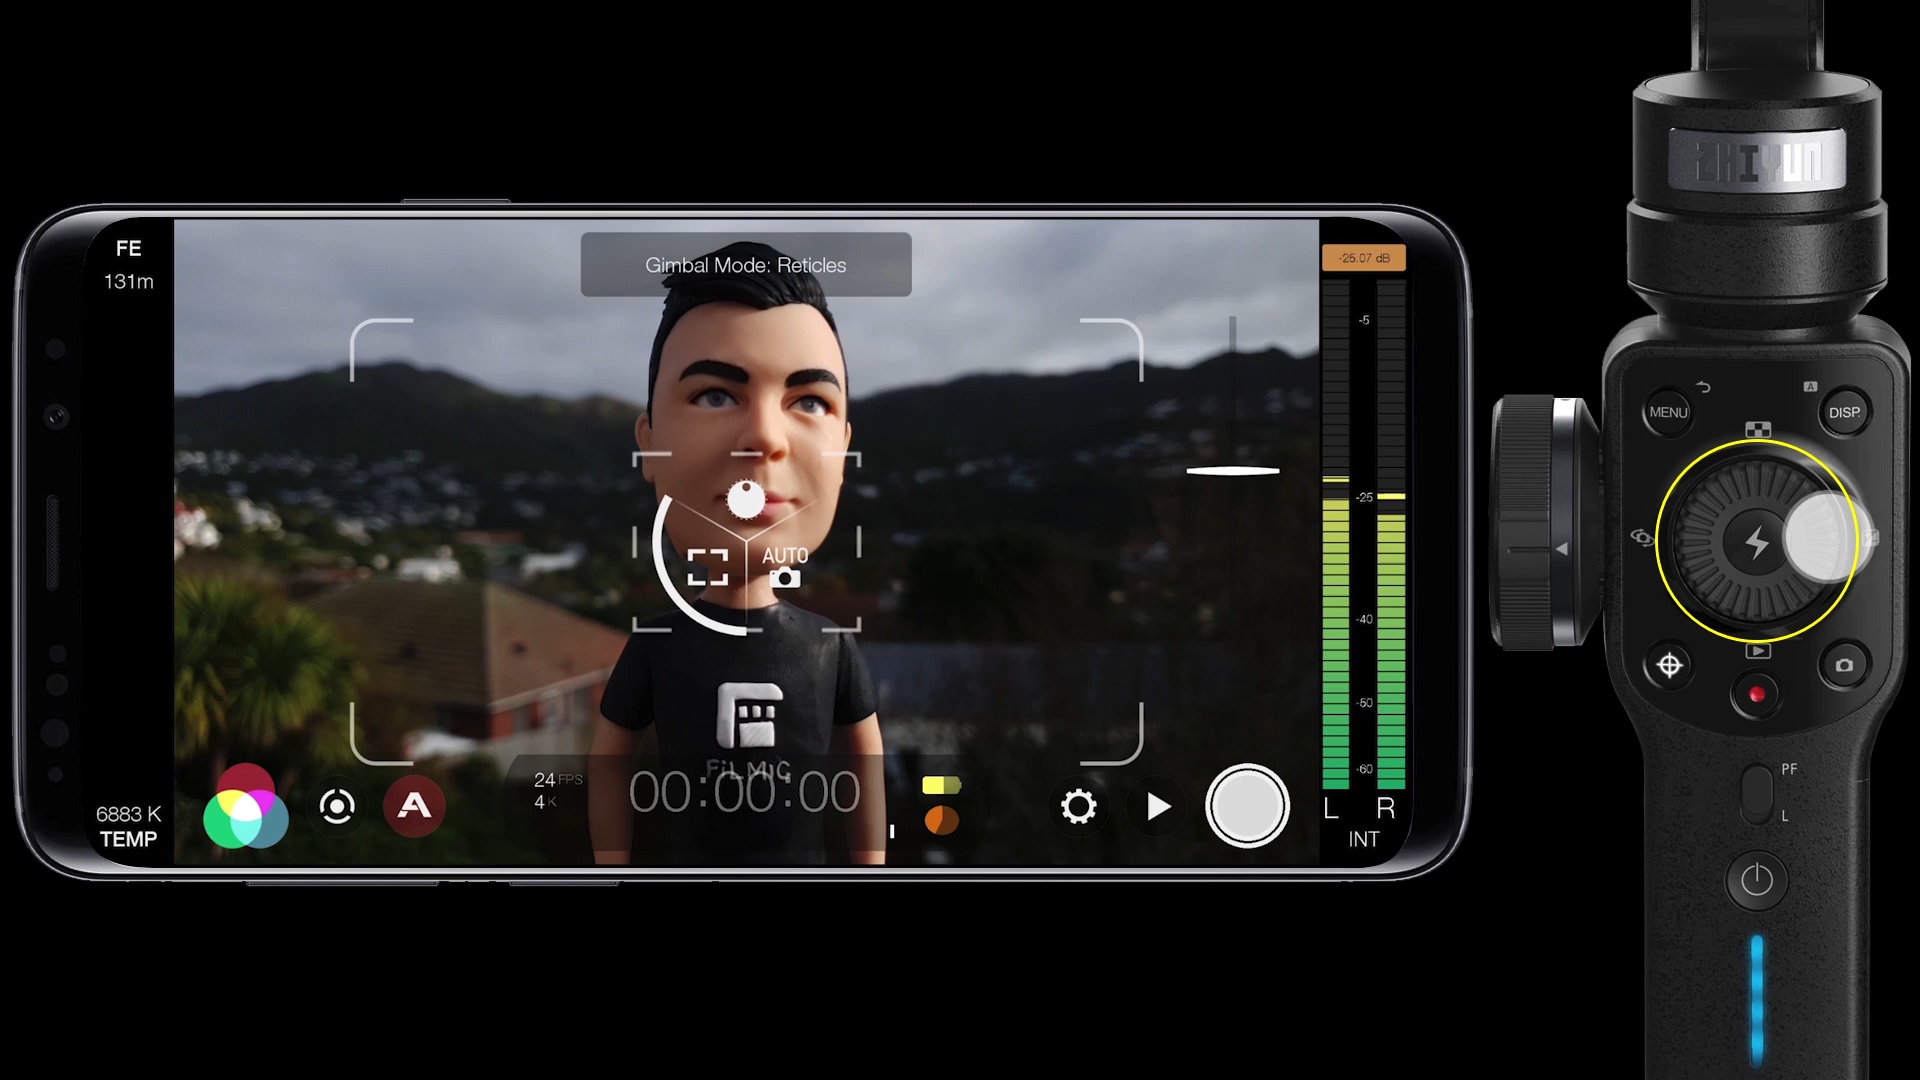 FE
131m
Gimbal Mode: Reticles
-25.07 dB
-5
-25
-40
-50
-60
AUTO
FiLMiC
24 FPS
4K
00:00:00
6883 K
TEMP
A
L R
INT
ZHIYUN
MENU
A
DISP
PF
L